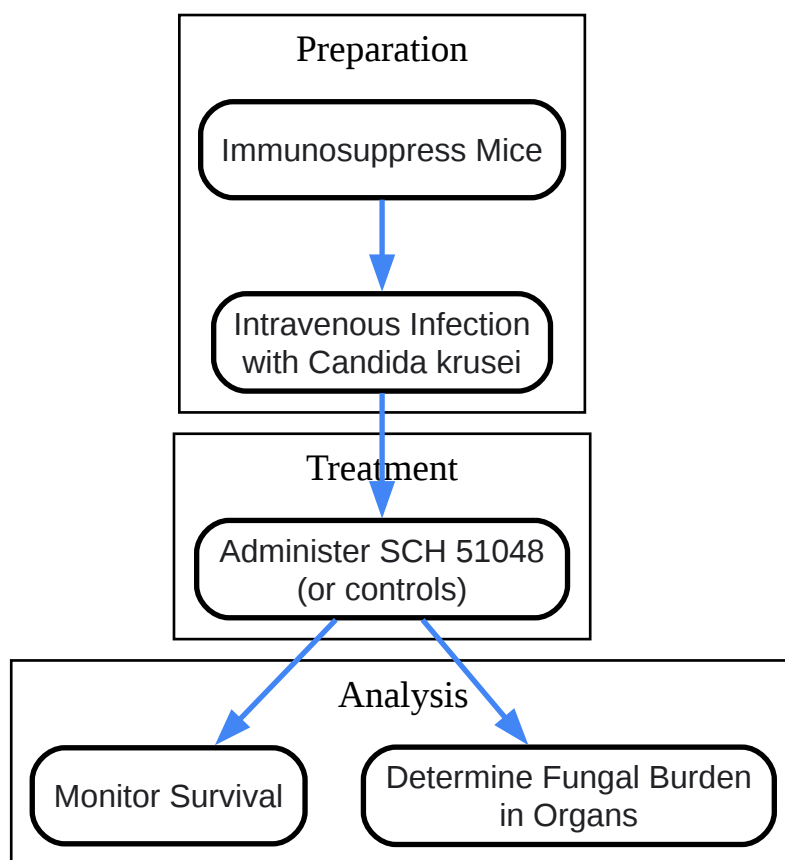 Preparation
Immunosuppress Mice
Intravenous Infection
with Candida krusei
Treatment
Administer SCH 51048
(or controls)
Analysis
Monitor Survival
Determine Fungal Burden
in Organs